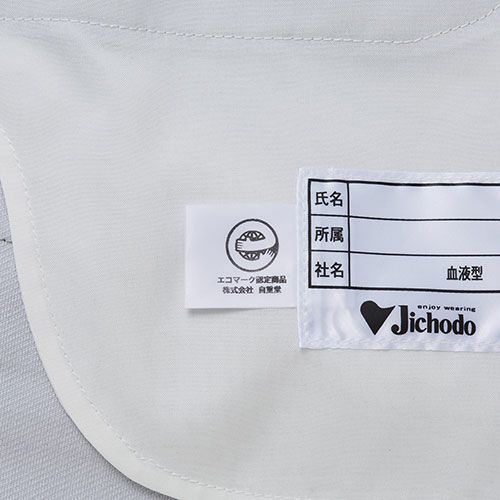 エコマーク認定商品
株式会社 自重堂
氏名
所属
社名
血液型
enjoy wearing
Jichodo